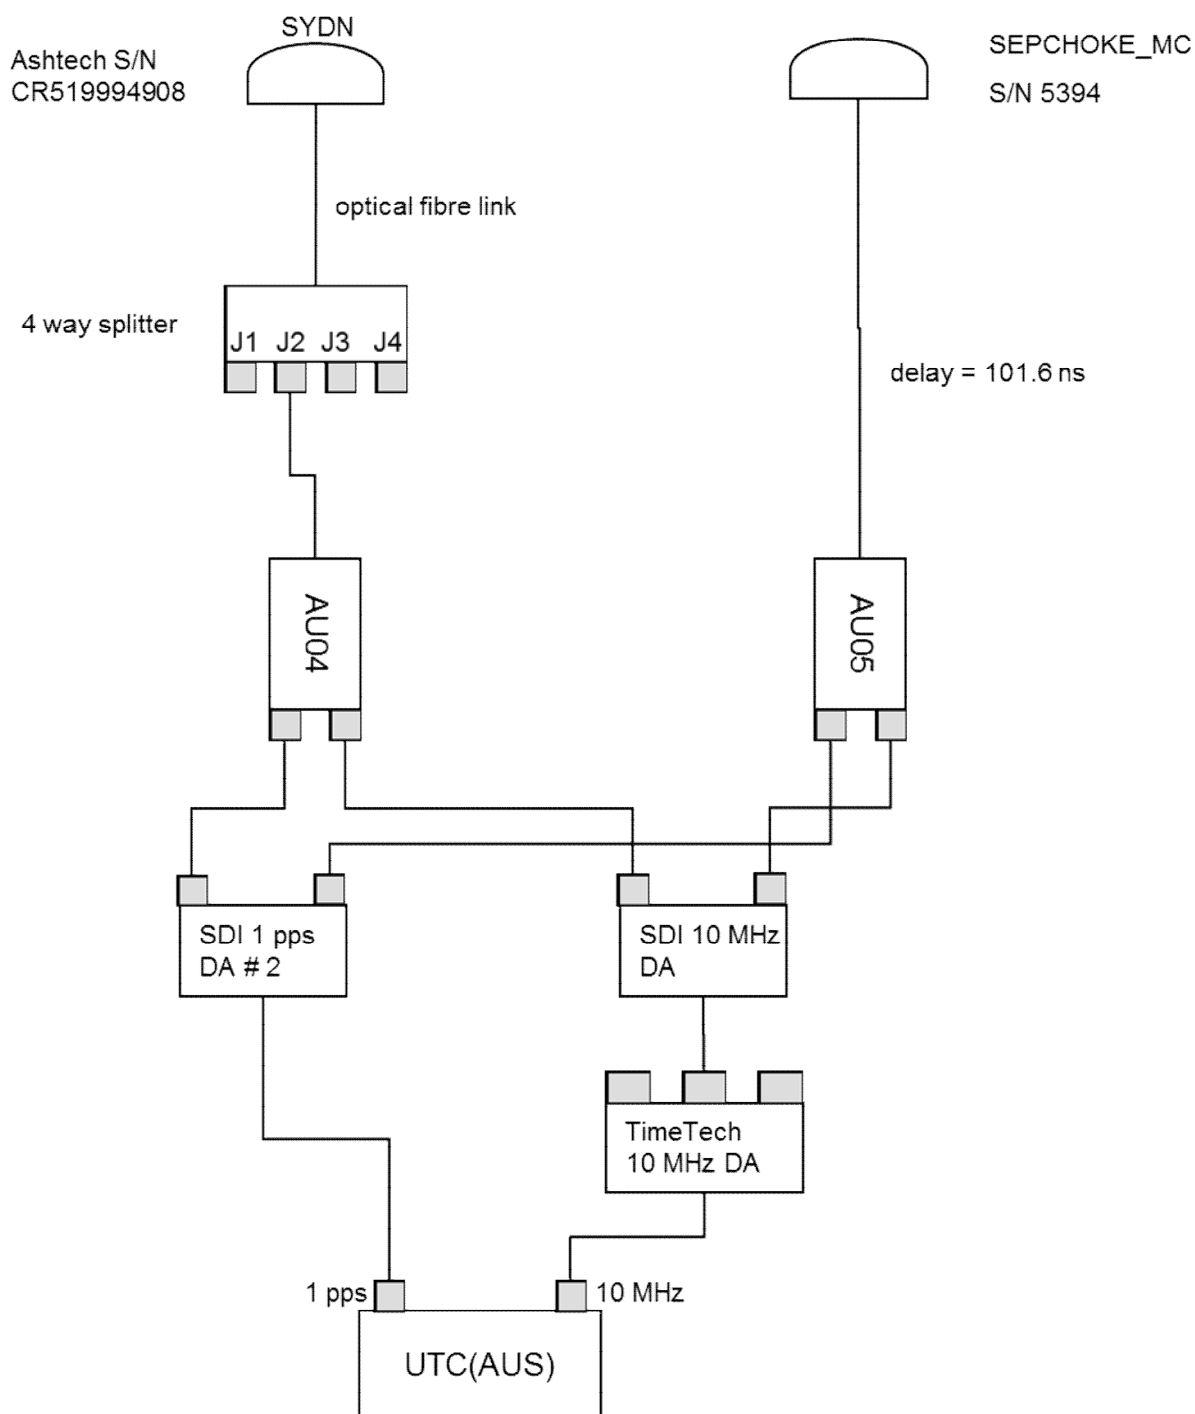 SYDN
Ashtech S/N
CR519994908
SEPCHOKE_MC
S/N 5394
optical fibre link
4 way splitter
J1 J2 J3 J4
delay = 101.6 ns
AU04
AU05
SDI 1 pps
DA # 2
SDI 10 MHz
DA
TimeTech
10 MHz DA
1 pps
10 MHz
UTC(AUS)